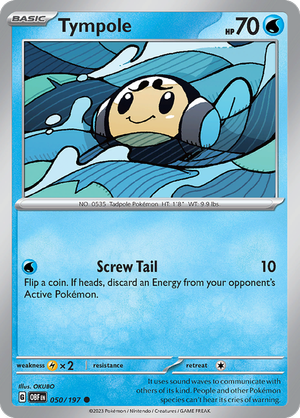 BASIC
Tympole
HP 70
NO. 0535 Tadpole Pokémon. HT: 1'8" WT: 9.9 lbs.
Screw Tail 10
Flip a coin. If heads, discard an Energy from your opponent's
Active Pokémon.
weakness ×2 resistance retreat
Illus. OKUBO
G OBF EN 050/197
It uses sound waves to communicate with
others of its kind. People and other Pokémon
species can't hear its cries of warning.
©2023 Pokémon / Nintendo / Creatures / GAME FREAK